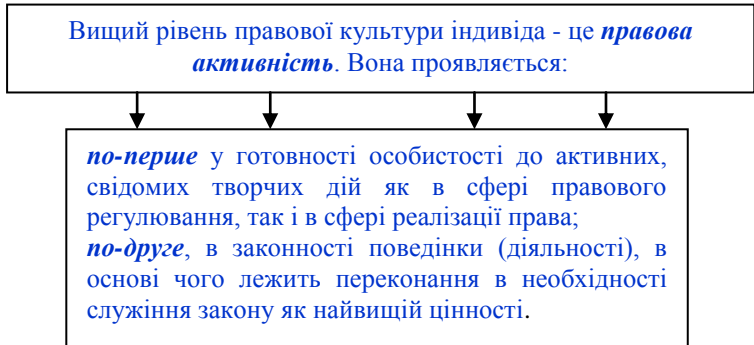 Вищий рівень правової культури індивіда - це правова
активність. Вона проявляється:
по-перше у готовності особистості до активних,
свідомих творчих дій як в сфері правового
регулювання, так і в сфері реалізації права;
по-друге, в законності поведінки (діяльності), в
основі чого лежить переконання в необхідності
служіння закону як найвищій цінності.